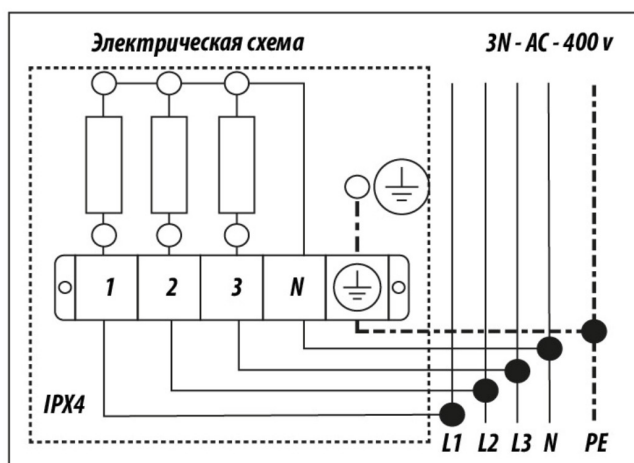 Электрическая схема
3N - AC - 400 v
1 2 3 N
IPX4
L1 L2 L3 N PE